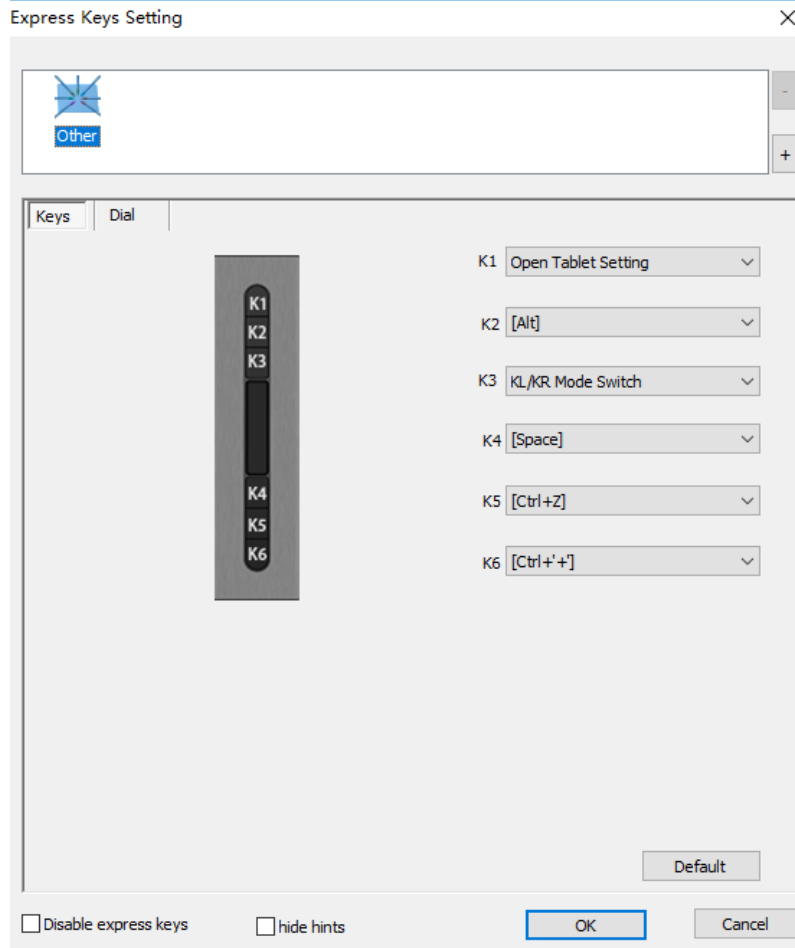 Express Keys Setting
-
Other
+
Keys
Dial
K1
K2
K3
K4
K5
K6
K1 Open Tablet Setting
K2 [Alt]
K3 KL/KR Mode Switch
K4 [Space]
K5 [Ctrl+Z]
K6 [Ctrl+'+']
Default
Disable express keys
hide hints
OK
Cancel